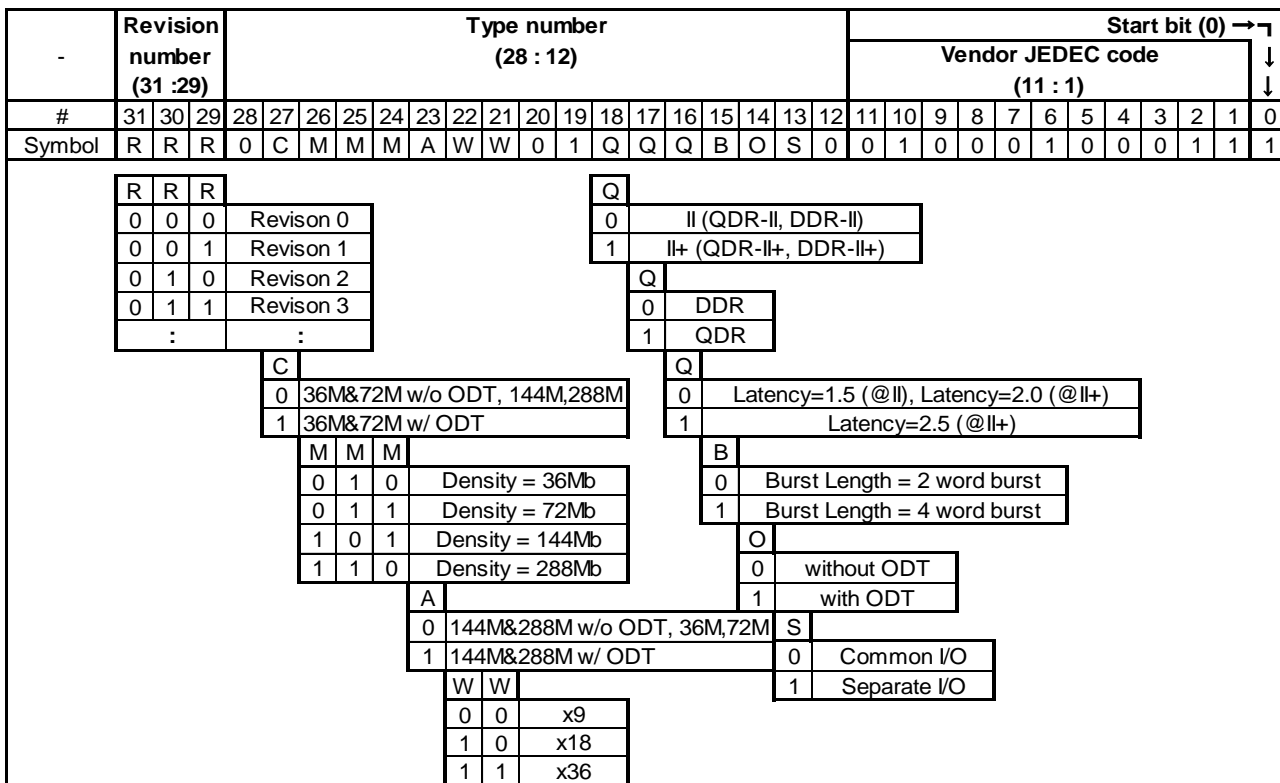 Revision Type number Start bit (0) →┐
- number (28 : 12) Vendor JEDEC code ↓
(31 :29) (11 : 1) ↓
# 31 30 29 28 27 26 25 24 23 22 21 20 19 18 17 16 15 14 13 12 11 10 9 8 7 6 5 4 3 2 1 0
Symbol R R R 0 C M M M A W W 0 1 Q Q Q B O S 0 0 1 0 0 0 1 0 0 0 1 1 1
R R R Q
0 0 0 Revison 0 0 II (QDR-II, DDR-II)
0 0 1 Revison 1 1 II+ (QDR-II+, DDR-II+)
0 1 0 Revison 2 Q
0 1 1 Revison 3 0 DDR
: : 1 QDR
C Q
0 36M&72M w/o ODT, 144M,288M 0 Latency=1.5 (@II), Latency=2.0 (@II+)
1 36M&72M w/ ODT 1 Latency=2.5 (@II+)
M M M B
0 1 0 Density = 36Mb 0 Burst Length = 2 word burst
0 1 1 Density = 72Mb 1 Burst Length = 4 word burst
1 0 1 Density = 144Mb O
1 1 0 Density = 288Mb 0 without ODT
A 1 with ODT
0 144M&288M w/o ODT, 36M,72M S
1 144M&288M w/ ODT 0 Common I/O
W W 1 Separate I/O
0 0 x9
1 0 x18
1 1 x36